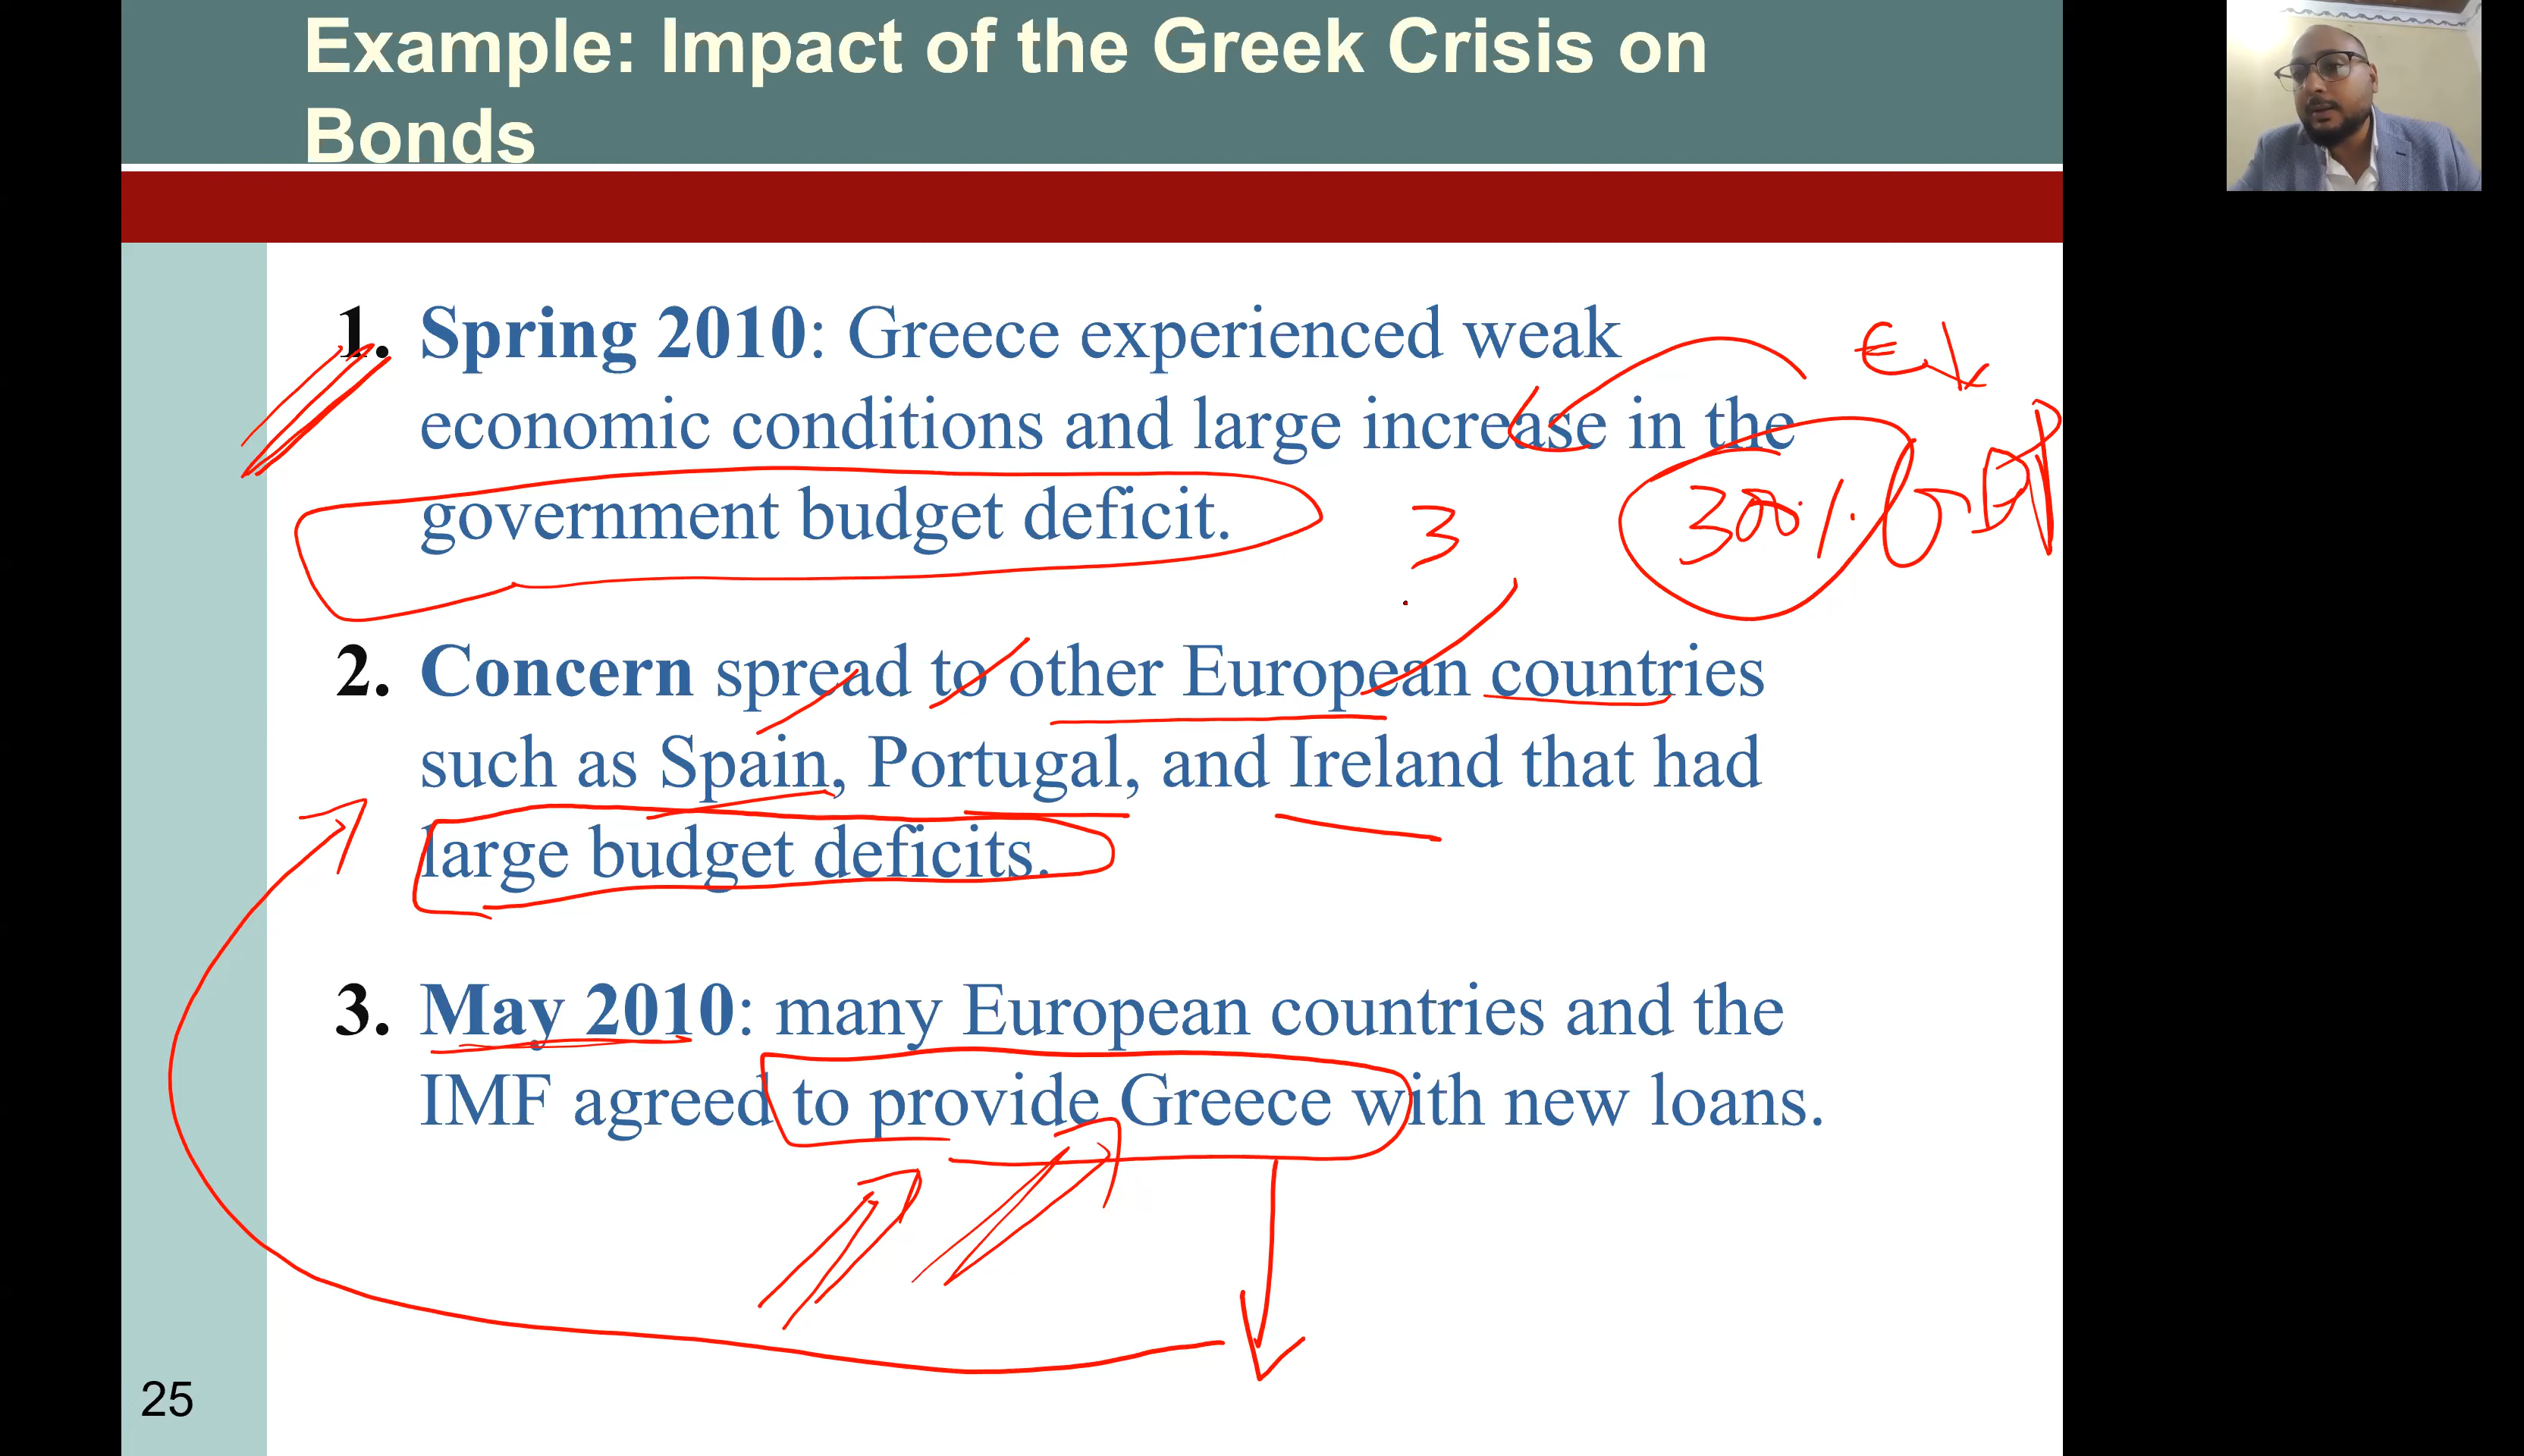 Example: Impact of the Greek Crisis on
Bonds
1. Spring 2010: Greece experienced weak
economic conditions and large increase in the
government budget deficit.
€
300%
3
2. Concern spread to other European countries
such as Spain, Portugal, and Ireland that had
large budget deficits.
3. May 2010: many European countries and the
IMF agreed to provide Greece with new loans.
25